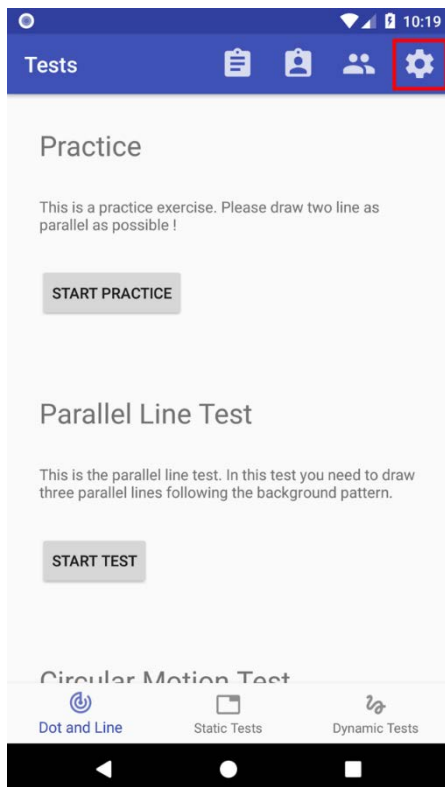 10:19
Tests
Practice
This is a practice exercise. Please draw two line as
parallel as possible !
START PRACTICE
Parallel Line Test
This is the parallel line test. In this test you need to draw
three parallel lines following the background pattern.
START TEST
Circular Motion Test
Dot and Line
Static Tests
Dynamic Tests